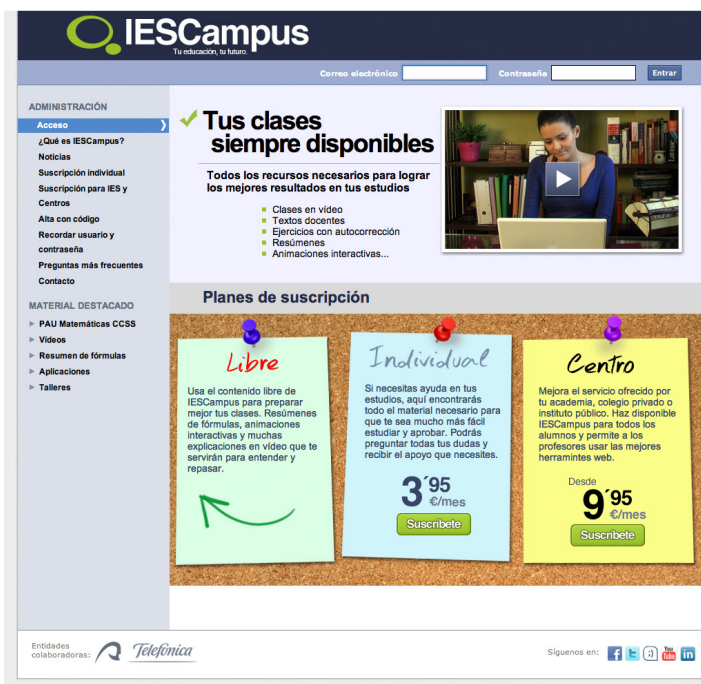 IESCampus
Tu educación, tu futuro.
Correo electrónico
Contraseña
Entrar
ADMINISTRACIÓN
Acceso
¿Qué es IESCampus?
Noticias
Suscripción individual
Suscripción para IES y
Centros
Alta con código
Recordar usuario y
contraseña
Preguntas más frecuentes
Contacto
MATERIAL DESTACADO
PAU Matemáticas CCSS
Vídeos
Resumen de fórmulas
Aplicaciones
Talleres
Tus clases
siempre disponibles
Todos los recursos necesarios para lograr
los mejores resultados en tus estudios
Clases en vídeo
Textos docentes
Ejercicios con autocorrección
Resúmenes
Animaciones interactivas...
Planes de suscripción
Libre
Usa el contenido libre de
IESCampus para preparar
mejor tus clases. Resúmenes
de fórmulas, animaciones
interactivas y muchas
explicaciones en vídeo que te
servirán para entender y
repasar.
Individual
Si necesitas ayuda en tus
estudios, aquí encontrarás
todo el material necesario para
que te sea mucho más fácil
estudiar y aprobar. Podrás
preguntar todas tus dudas y
recibir el apoyo que necesites.
3´95
€/mes
Suscríbete
Centro
Mejora el servicio ofrecido por
tu academia, colegio privado o
instituto público. Haz disponible
IESCampus para todos los
alumnos y permite a los
profesores usar las mejores
herramintes web.
Desde
9´95
€/mes
Suscríbete
Entidades
colaboradoras:
Telefónica
Síguenos en:
You
Tube
in